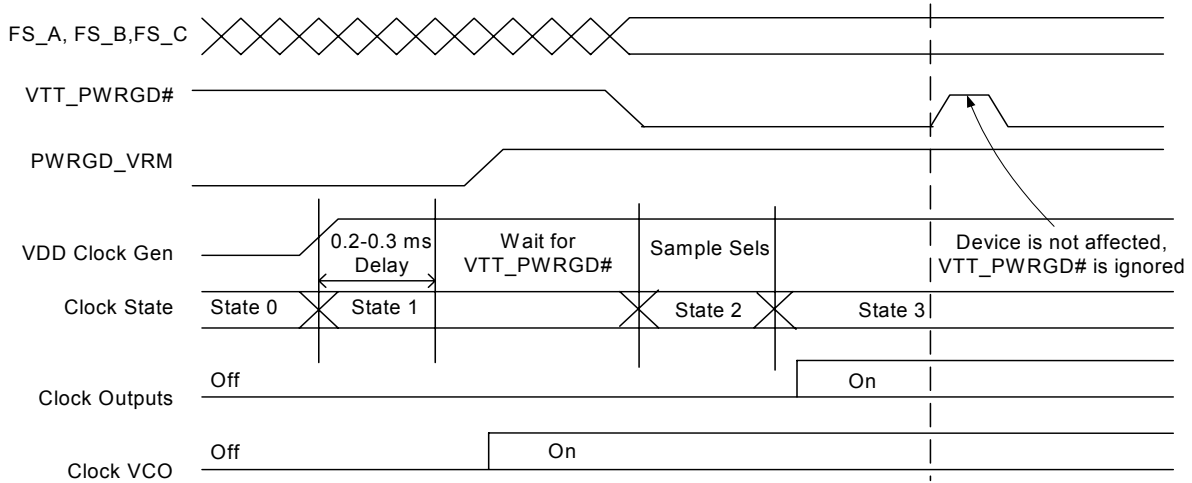 FS_A, FS_B,FS_C
VTT_PWRGD#
PWRGD_VRM
VDD Clock Gen
0.2-0.3 ms
Delay
Wait for
VTT_PWRGD#
Sample Sels
Device is not affected,
VTT_PWRGD# is ignored
Clock State
State 0
State 1
State 2
State 3
Clock Outputs
Off
On
Clock VCO
Off
On